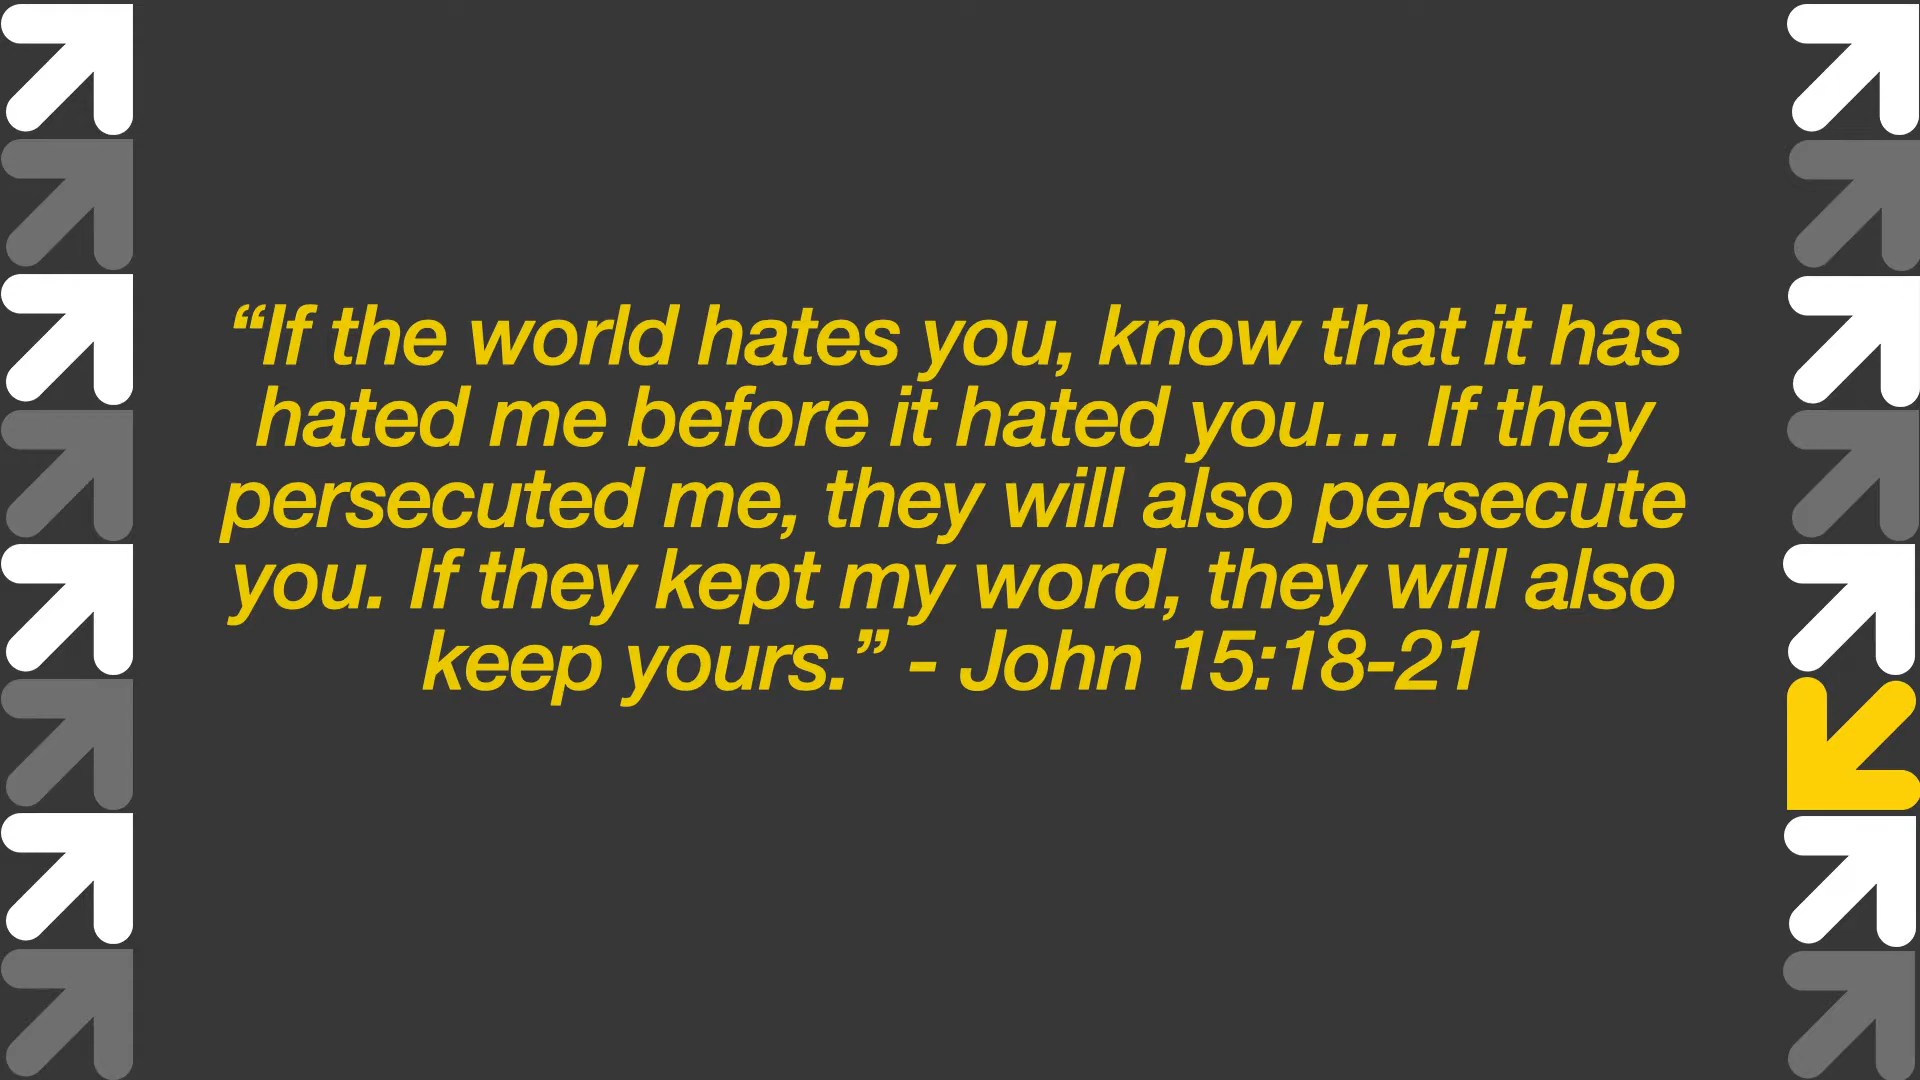 “If the world hates you, know that it has
hated me before it hated you… If they
persecuted me, they will also persecute
you. If they kept my word, they will also
keep yours.” - John 15:18-21